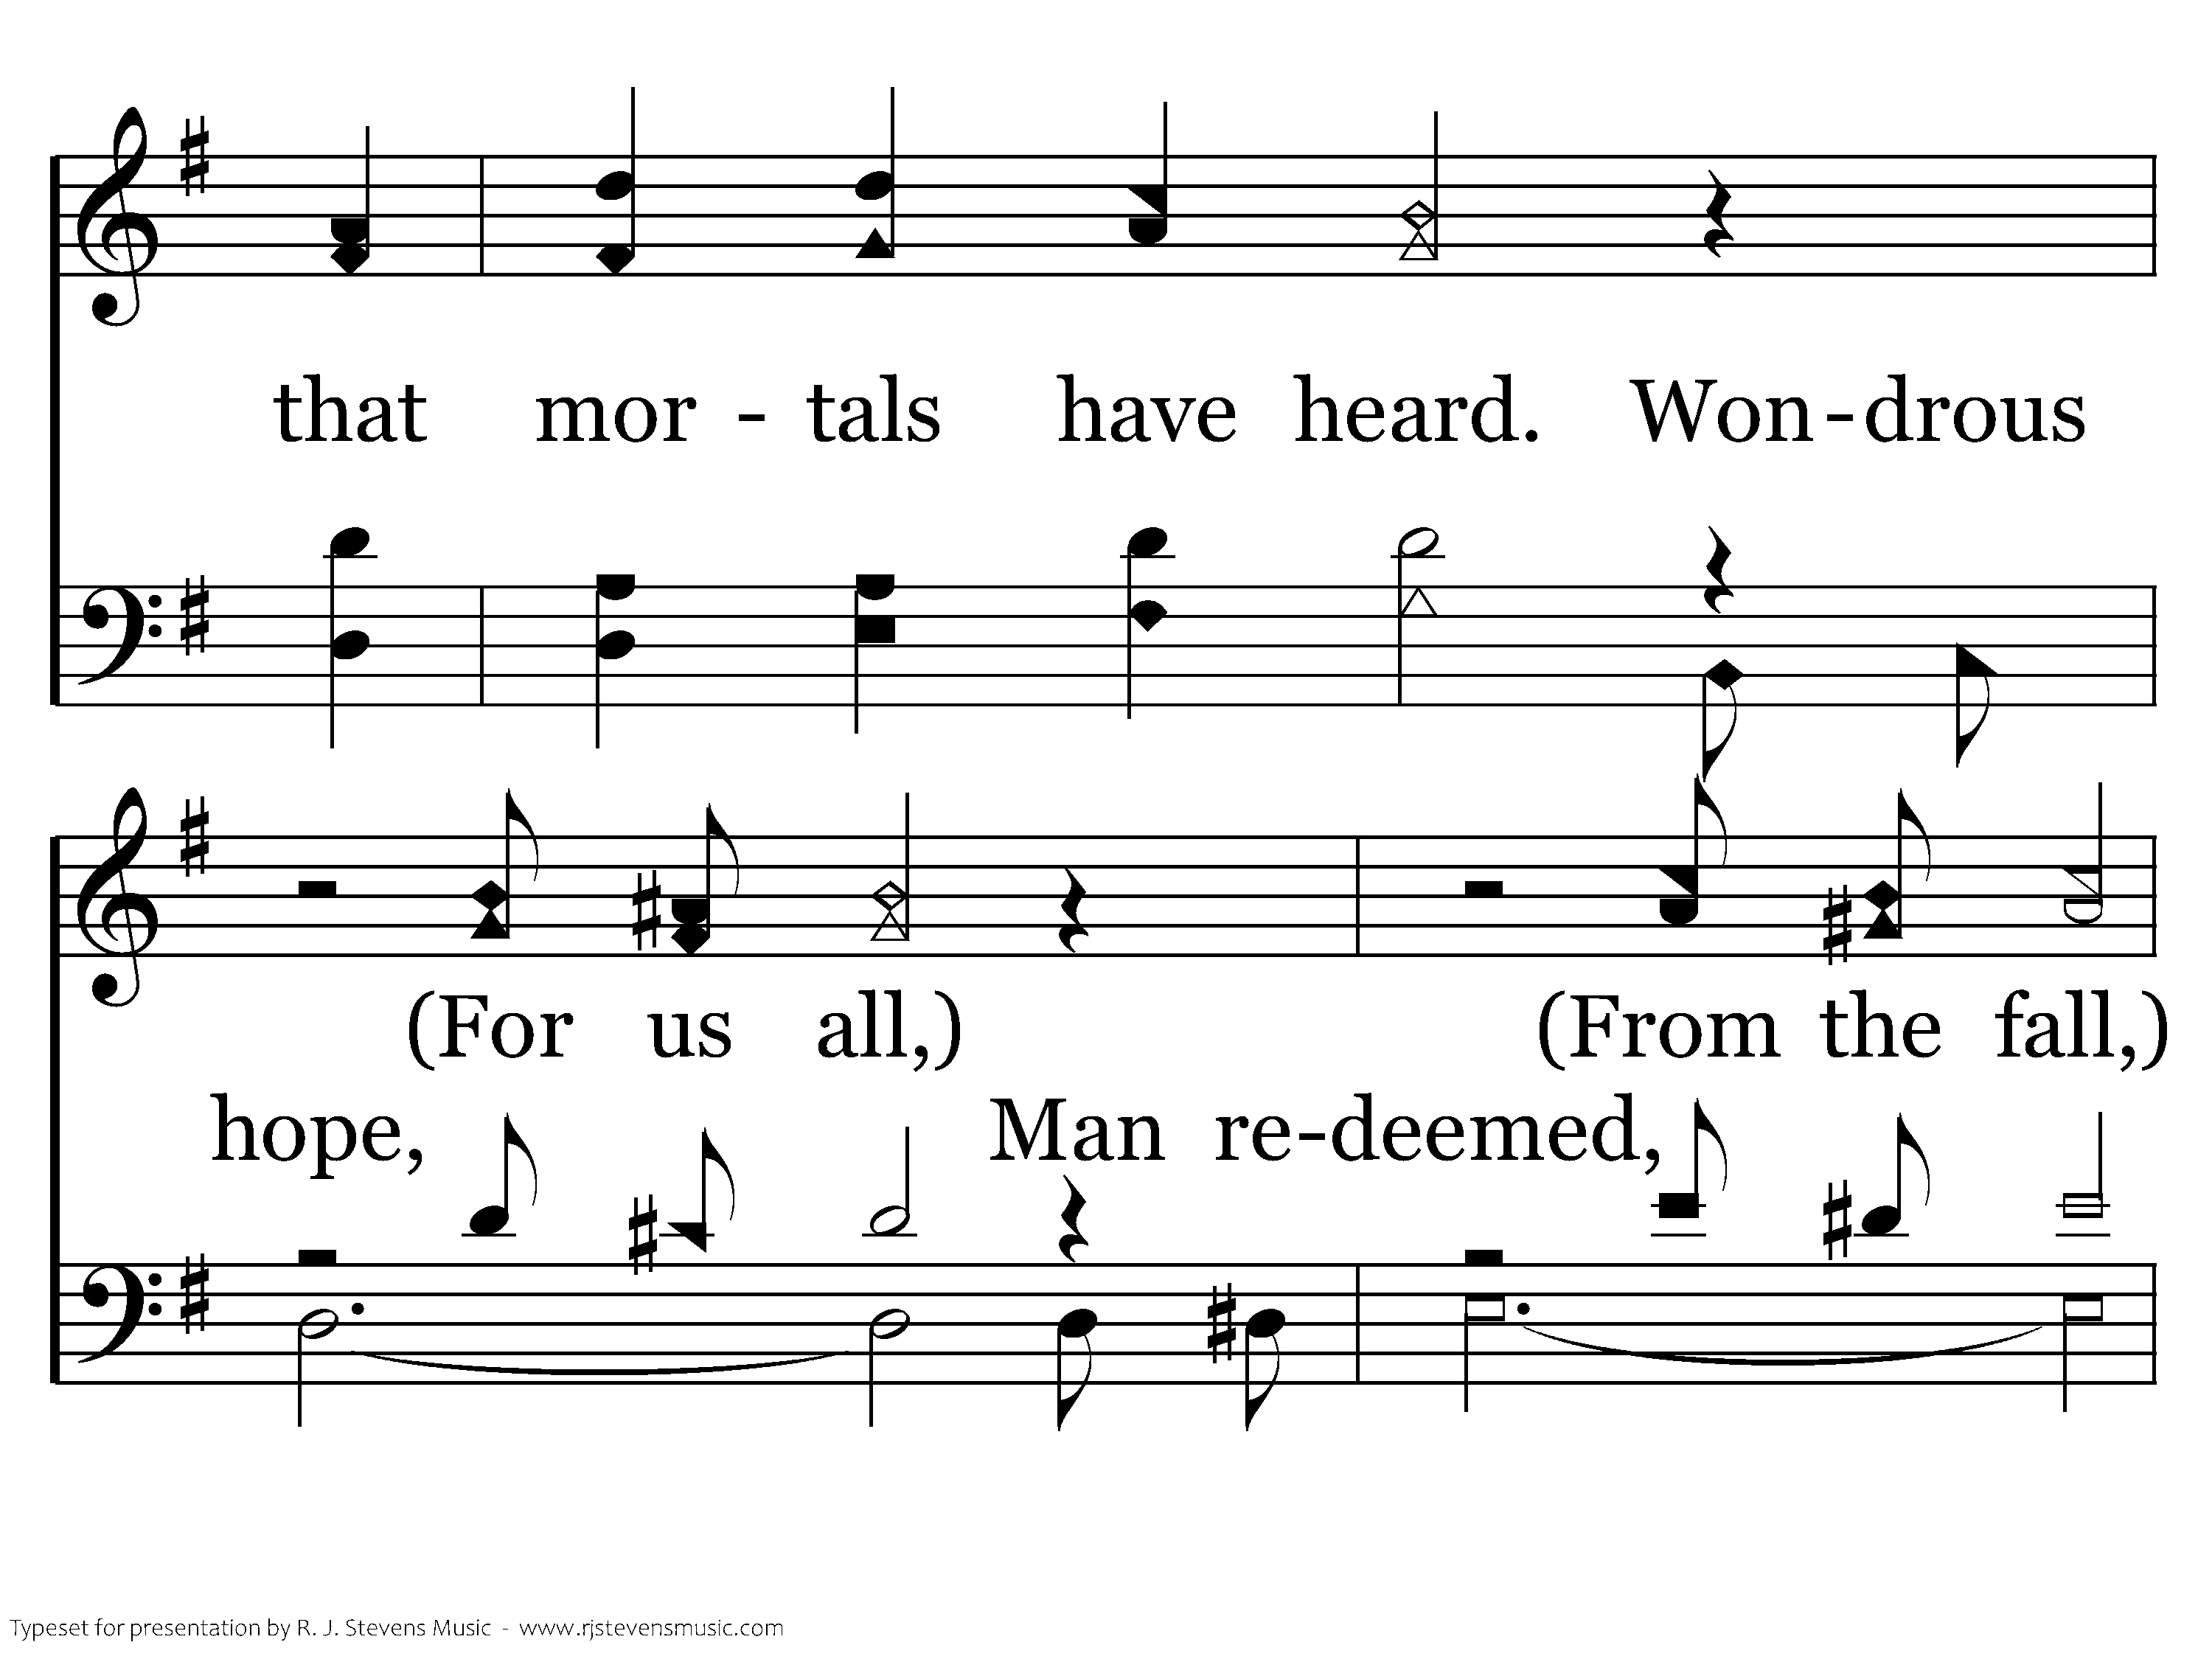 that mor - tals have heard. Won - drous
(For us all,) (From the fall,)
hope, Man re-deemed,
Typeset for presentation by R. J. Stevens Music - www.rjstevensmusic.com